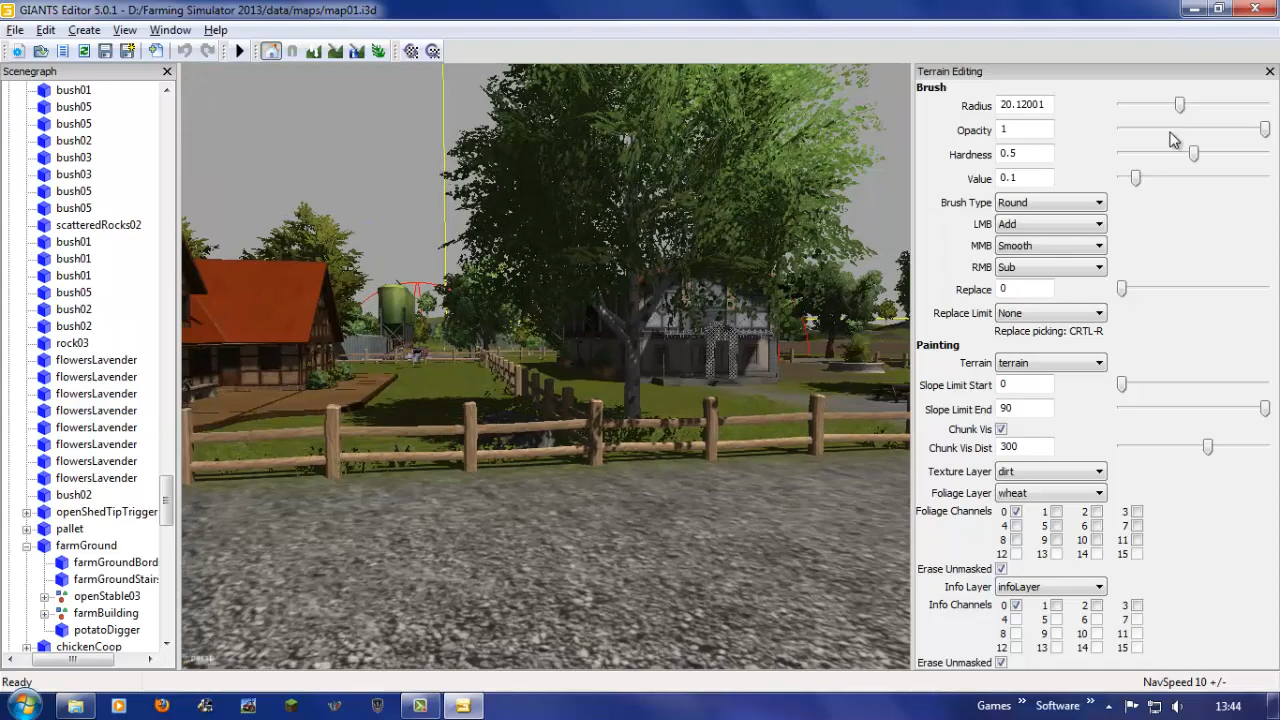 GIANTS Editor 5.0.1 - D:/Farming Simulator 2013/data/maps/map01.i3d
File Edit Create View Window Help
Scenegraph
bush01
bush05
bush05
bush02
bush03
bush03
bush05
bush05
scatteredRocks02
bush01
bush01
bush01
bush05
bush02
bush02
rock03
flowersLavender
flowersLavender
flowersLavender
flowersLavender
flowersLavender
flowersLavender
flowersLavender
flowersLavender
bush02
openShedTipTrigger
pallet
farmGround
farmGroundBord
farmGroundStair
openStable03
farmBuilding
potatoDigger
chickenCoop
persp
Terrain Editing
Brush
Radius 20.12001
Opacity 1
Hardness 0.5
Value 0.1
Brush Type Round
LMB Add
MMB Smooth
RMB Sub
Replace 0
Replace Limit None
Replace picking: CRTL-R
Painting
Terrain terrain
Slope Limit Start 0
Slope Limit End 90
Chunk Vis
Chunk Vis Dist 300
Texture Layer dirt
Foliage Layer wheat
Foliage Channels 0 1 2 3
4 5 6 7
8 9 10 11
12 13 14 15
Erase Unmasked
Info Layer infoLayer
Info Channels 0 1 2 3
4 5 6 7
8 9 10 11
12 13 14 15
Erase Unmasked
Ready
NavSpeed 10 +/-
Games » Software » 13:44